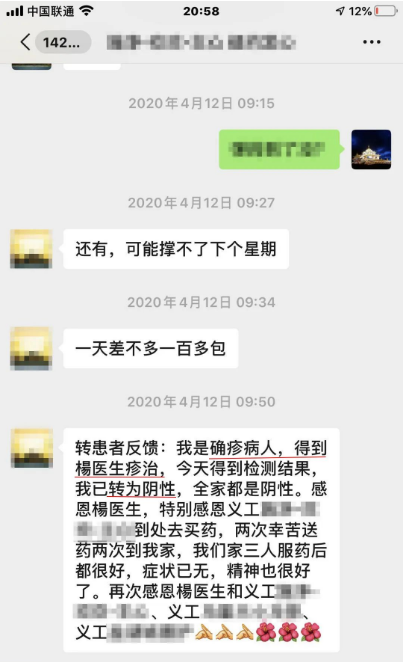 中国联通
20:58
12%
142...
2020年4月12日 09:15
2020年4月12日 09:27
还有，可能撑不了下个星期
2020年4月12日 09:34
一天差不多一百多包
2020年4月12日 09:50
转患者反馈：我是确疹病人，得到
楊医生疹治，今天得到检测结果，
我已转为阴性，全家都是阴性。感
恩楊医生，特别感恩义工
到处去买药，两次幸苦送
药两次到我家，我们家三人服药后
都很好，症状已无，精神也很好
了。再次感恩楊医生和义工
、义工、
义工